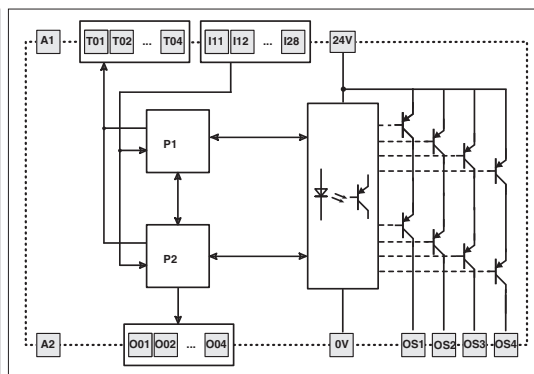 A1 T01 T02 ... T04 I11 I12 ... I28 24V
P1
P2
A2 O01 O02 ... O04 0V OS1 OS2 OS3 OS4